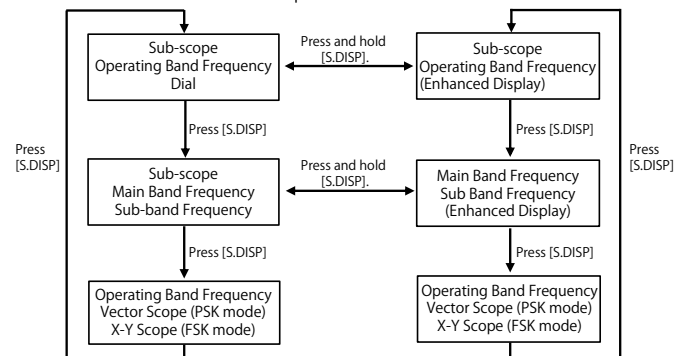 Sub-scope
Operating Band Frequency
Dial
Press and hold
[S.DISP].
Sub-scope
Operating Band Frequency
(Enhanced Display)
Press [S.DISP]
Press [S.DISP]
Press
[S.DISP]
Press
[S.DISP]
Sub-scope
Main Band Frequency
Sub-band Frequency
Press and hold
[S.DISP].
Main Band Frequency
Sub Band Frequency
(Enhanced Display)
Press [S.DISP]
Press [S.DISP]
Operating Band Frequency
Vector Scope (PSK mode)
X-Y Scope (FSK mode)
Operating Band Frequency
Vector Scope (PSK mode)
X-Y Scope (FSK mode)